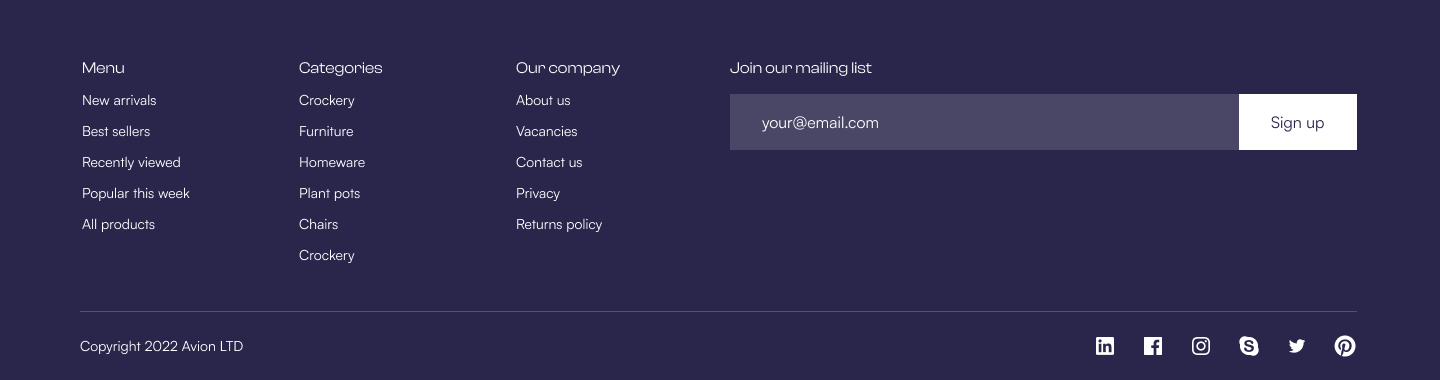 Menu
New arrivals
Best sellers
Recently viewed
Popular this week
All products
Categories
Crockery
Furniture
Homeware
Plant pots
Chairs
Crockery
Our company
About us
Vacancies
Contact us
Privacy
Returns policy
Join our mailing list
your@email.com
Sign up
Copyright 2022 Avion LTD